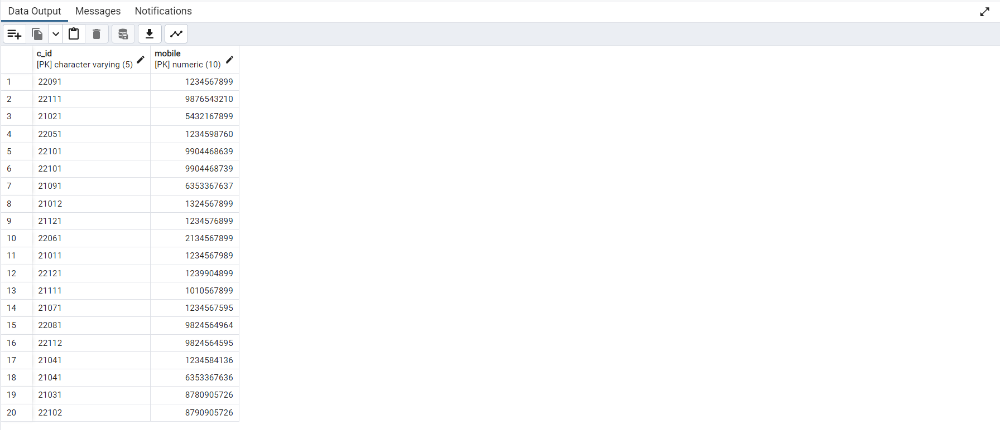 Data Output Messages Notifications
c_id mobile
[PK] character varying (5) [PK] numeric (10)
1 22091 1234567899
2 22111 9876543210
3 21021 5432167899
4 22051 1234598760
5 22101 9904468639
6 22101 9904468739
7 21091 6353367637
8 21012 1324567899
9 21121 1234576899
10 22061 2134567899
11 21011 1234567989
12 22121 1239904899
13 21111 1010567899
14 21071 1234567595
15 22081 9824564964
16 22112 9824564595
17 21041 1234584136
18 21041 6353367636
19 21031 8780905726
20 22102 8790905726